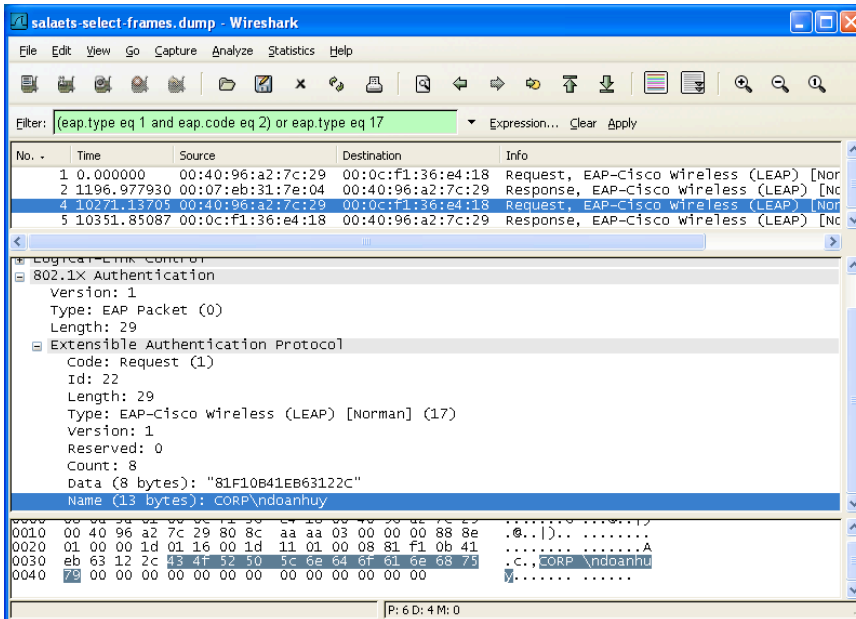 salaets-select-frames.dump - Wireshark
File Edit View Go Capture Analyze Statistics Help
Filter: (eap.type eq 1 and eap.code eq 2) or eap.type eq 17 Expression... Clear Apply
No. - Time Source Destination Info
1 0.000000 00:40:96:a2:7c:29 00:0c:f1:36:e4:18 Request, EAP-Cisco Wireless (LEAP) [Nor
2 1196.977930 00:07:eb:31:7e:04 00:40:96:a2:7c:29 Response, EAP-Cisco Wireless (LEAP) [No
4 10271.13705 00:40:96:a2:7c:29 00:0c:f1:36:e4:18 Request, EAP-Cisco Wireless (LEAP) [Nor
5 10351.85087 00:0c:f1:36:e4:18 00:40:96:a2:7c:29 Response, EAP-Cisco Wireless (LEAP) [No
Logical-Link Control
802.1X Authentication
Version: 1
Type: EAP Packet (0)
Length: 29
Extensible Authentication Protocol
Code: Request (1)
Id: 22
Length: 29
Type: EAP-Cisco Wireless (LEAP) [Norman] (17)
Version: 1
Reserved: 0
Count: 8
Data (8 bytes): "81F10B41EB63122C"
Name (13 bytes): CORP\ndoanhuy
0010 00 40 96 a2 7c 29 80 8c aa aa 03 00 00 00 88 8e .@..|).. ........
0020 01 00 00 1d 01 16 00 1d 11 01 00 08 81 f1 0b 41 ........ .......A
0030 eb 63 12 2c 43 4f 52 50 5c 6e 64 6f 61 6e 68 75 .c.,CORP \ndoanhu
0040 79 00 00 00 00 00 00 00 00 00 00 00 00 00 y....... ......
P: 6 D: 4 M: 0